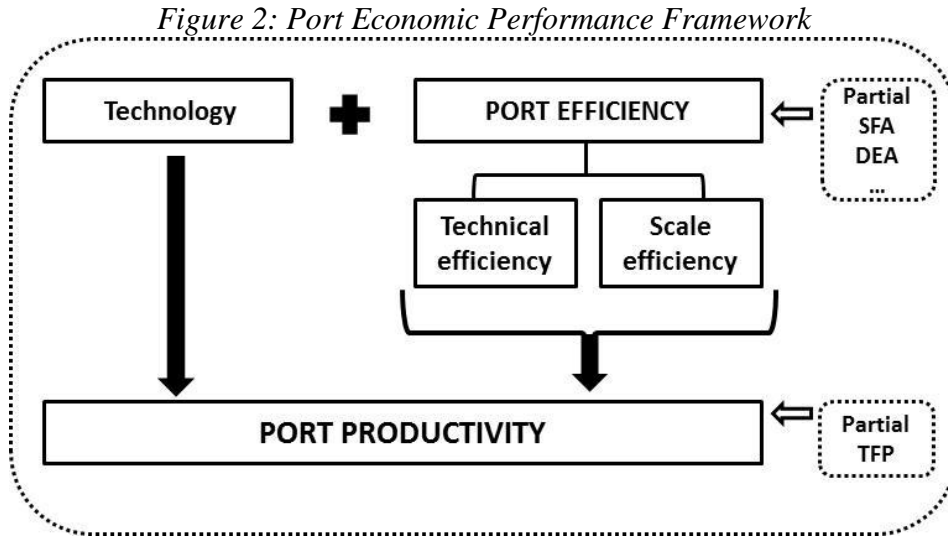 Figure 2: Port Economic Performance Framework
Technology
PORT EFFICIENCY
Partial
SFA
DEA
...
Technical
efficiency
Scale
efficiency
PORT PRODUCTIVITY
Partial
TFP